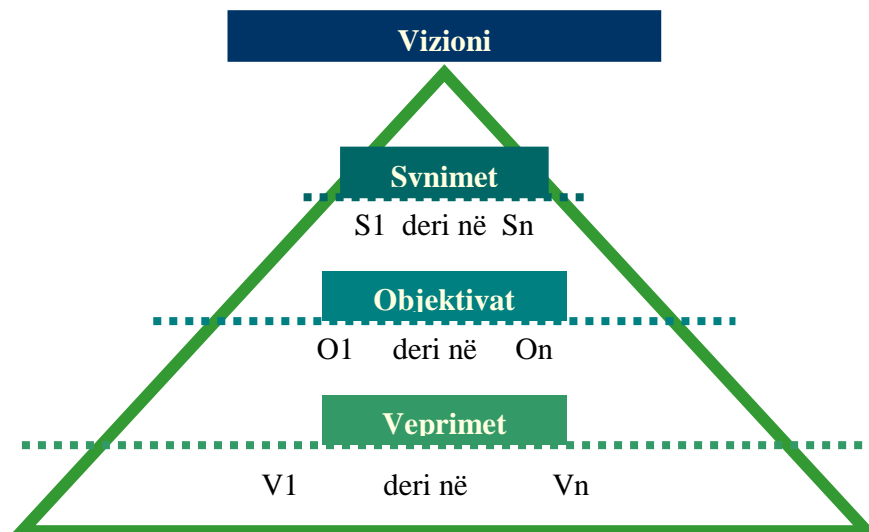 Vizioni
Synimet
S1 deri në Sn
Objektivat
O1 deri në On
Veprimet
V1 deri në Vn